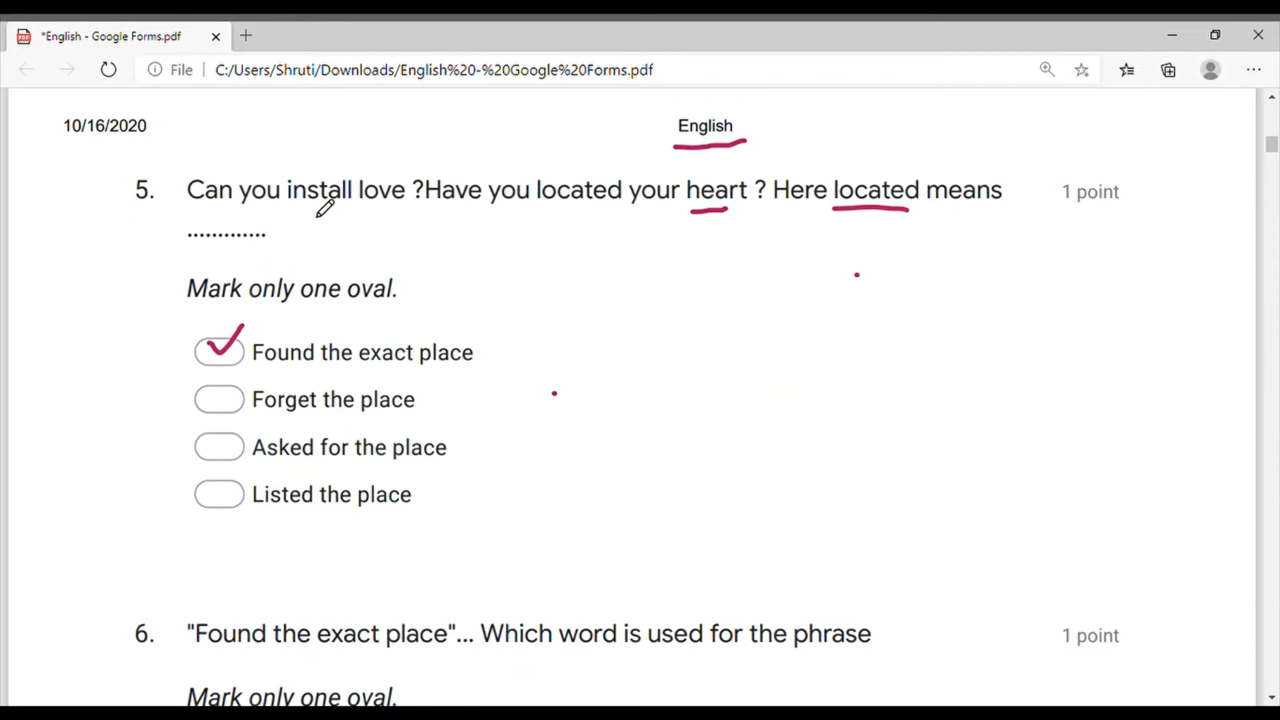 *English - Google Forms.pdf
File | C:/Users/Shruti/Downloads/English%20-%20Google%20Forms.pdf
10/16/2020 English
5. Can you install love ?Have you located your heart ? Here located means 1 point
.............
Mark only one oval.
Found the exact place
Forget the place
Asked for the place
Listed the place
6. "Found the exact place"... Which word is used for the phrase 1 point
Mark only one oval.